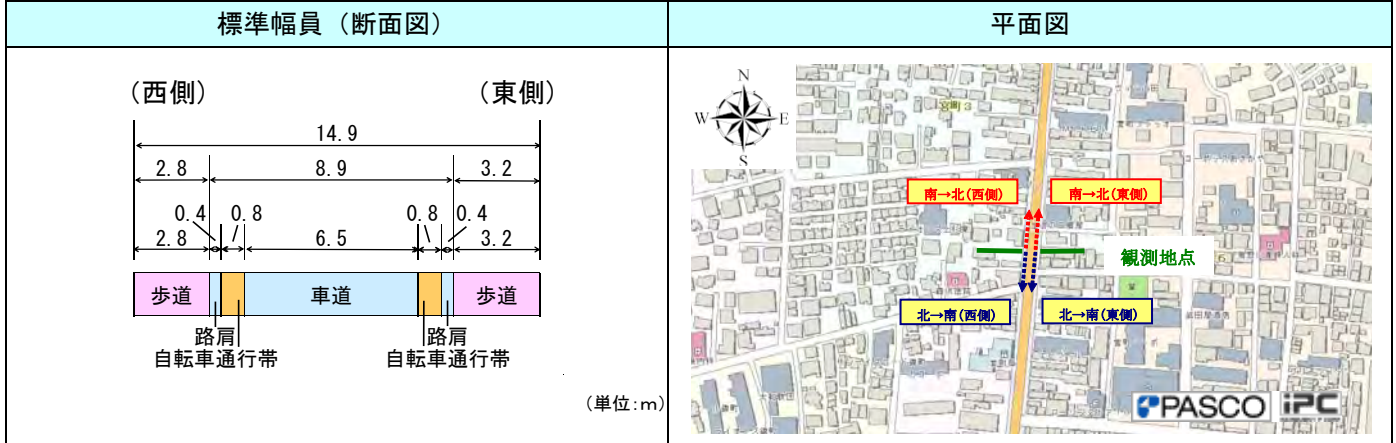 標準幅員（断面図）
平面図
(西側)
(東側)
14.9
2.8
8.9
3.2
0.4
0.8
0.8
0.4
2.8
6.5
3.2
歩道
車道
歩道
路肩
路肩
自転車通行帯
自転車通行帯
(単位:m)
N
W
E
S
宮町 3
南→北(西側)
南→北(東側)
観測地点
北→南(西側)
北→南(東側)
PASCO
iPC